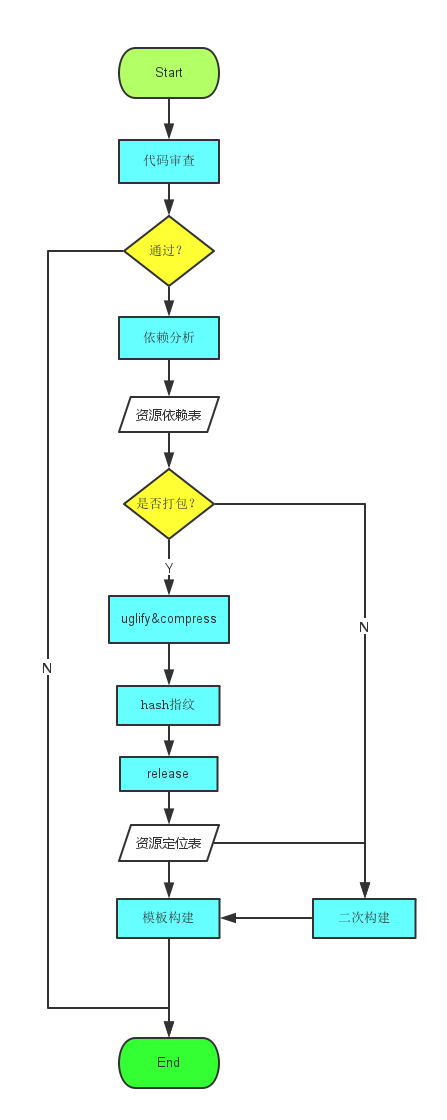 Start
代码审查
通过？
依赖分析
资源依赖表
是否打包？
Y
uglify&compress
N
N
hash指纹
release
资源定位表
模板构建
二次构建
End